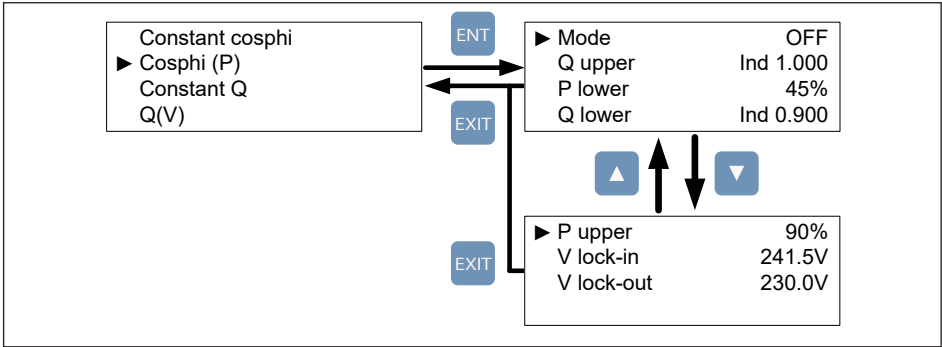 Constant cosphi
► Cosphi (P)
Constant Q
Q(V)
ENT
EXIT
► Mode OFF
Q upper Ind 1.000
P lower 45%
Q lower Ind 0.900
▲
▼
EXIT
► P upper 90%
V lock-in 241.5V
V lock-out 230.0V